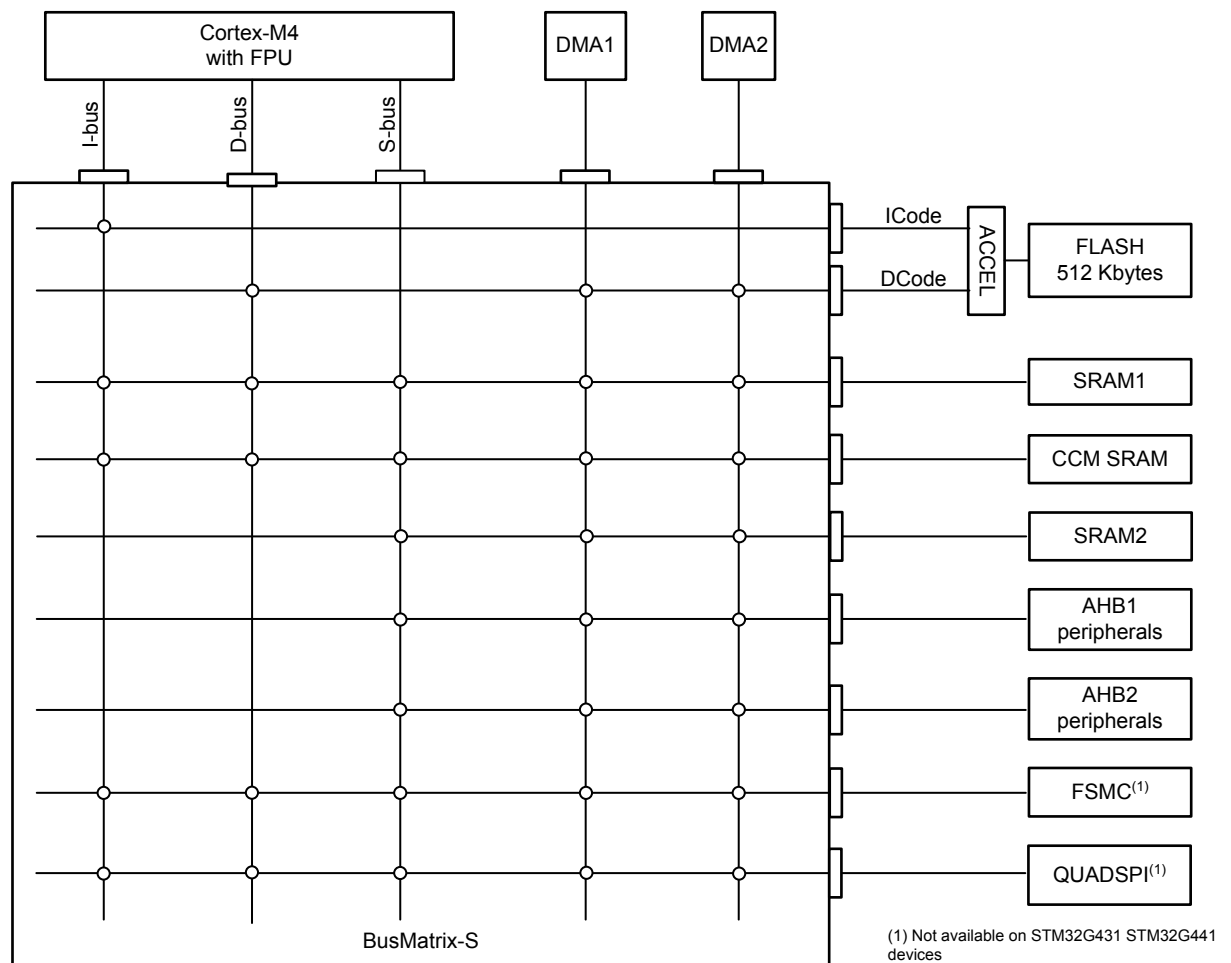 Cortex-M4
with FPU
DMA1
DMA2
I-bus
D-bus
S-bus
ICode
DCode
ACCEL
FLASH
512 Kbytes
SRAM1
CCM SRAM
SRAM2
AHB1
peripherals
AHB2
peripherals
FSMC(1)
QUADSPI(1)
BusMatrix-S
(1) Not available on STM32G431 STM32G441
devices